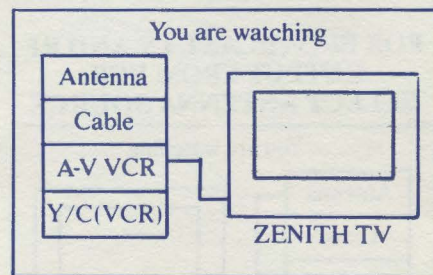 You are watching
Antenna
Cable
A-V VCR
Y/C(VCR)
ZENITH TV